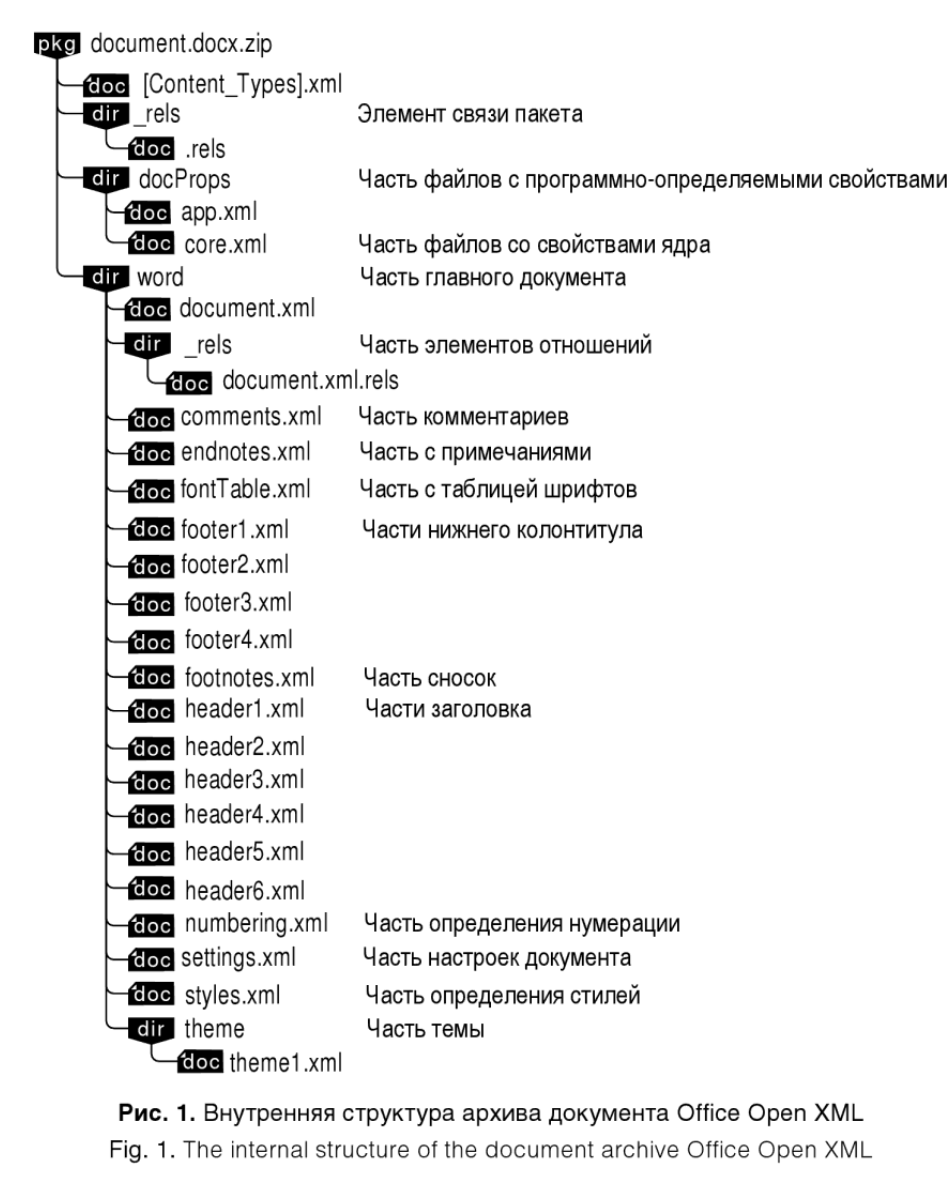 pkg document.docx.zip
doc [Content_Types].xml
dir _rels Элемент связи пакета
doc .rels
dir docProps Часть файлов с программно-определяемыми свойствами
doc app.xml
doc core.xml Часть файлов со свойствами ядра
dir word Часть главного документа
doc document.xml
dir _rels Часть элементов отношений
doc document.xml.rels
doc comments.xml Часть комментариев
doc endnotes.xml Часть с примечаниями
doc fontTable.xml Часть с таблицей шрифтов
doc footer1.xml Части нижнего колонтитула
doc footer2.xml
doc footer3.xml
doc footer4.xml
doc footnotes.xml Часть сносок
doc header1.xml Части заголовка
doc header2.xml
doc header3.xml
doc header4.xml
doc header5.xml
doc header6.xml
doc numbering.xml Часть определения нумерации
doc settings.xml Часть настроек документа
doc styles.xml Часть определения стилей
dir theme Часть темы
doc theme1.xml
Рис. 1. Внутренняя структура архива документа Office Open XML
Fig. 1. The internal structure of the document archive Office Open XML